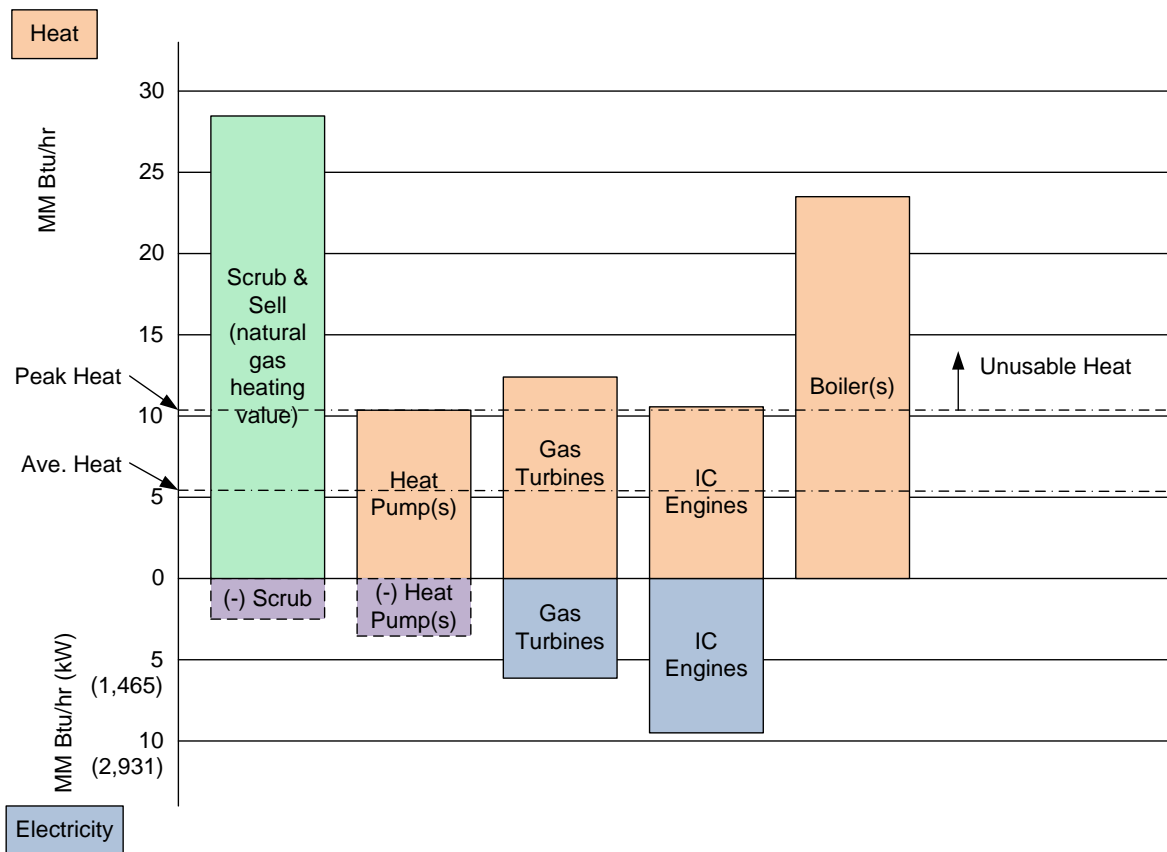 Heat
MM Btu/hr
30
25
20
15
10
5
0
5
(1,465)
10
(2,931)
MM Btu/hr (kW)
Peak Heat
Ave. Heat
Scrub &
Sell
(natural
gas
heating
value)
(-) Scrub
Heat
Pump(s)
(-) Heat
Pump(s)
Gas
Turbines
Gas
Turbines
IC
Engines
IC
Engines
Boiler(s)
Unusable Heat
Electricity